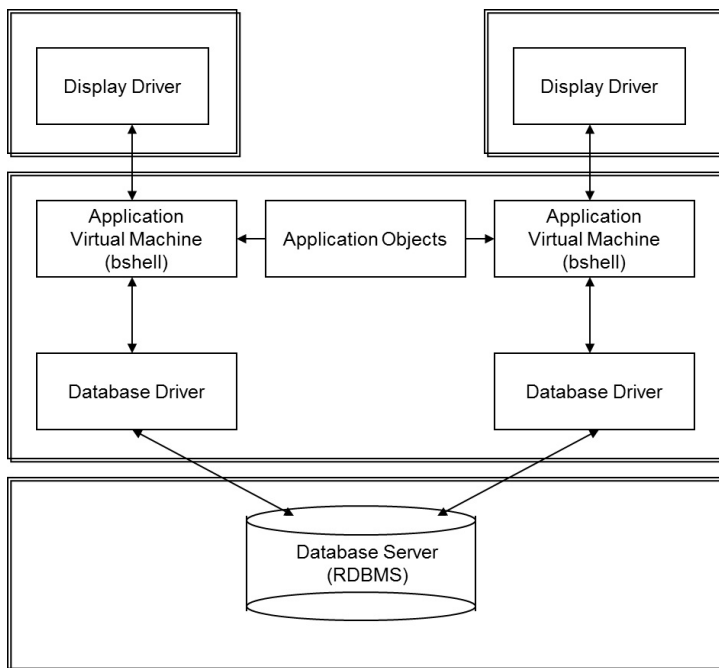 Display Driver
Display Driver
Application
Virtual Machine
(bshell)
Application Objects
Application
Virtual Machine
(bshell)
Database Driver
Database Driver
Database Server
(RDBMS)